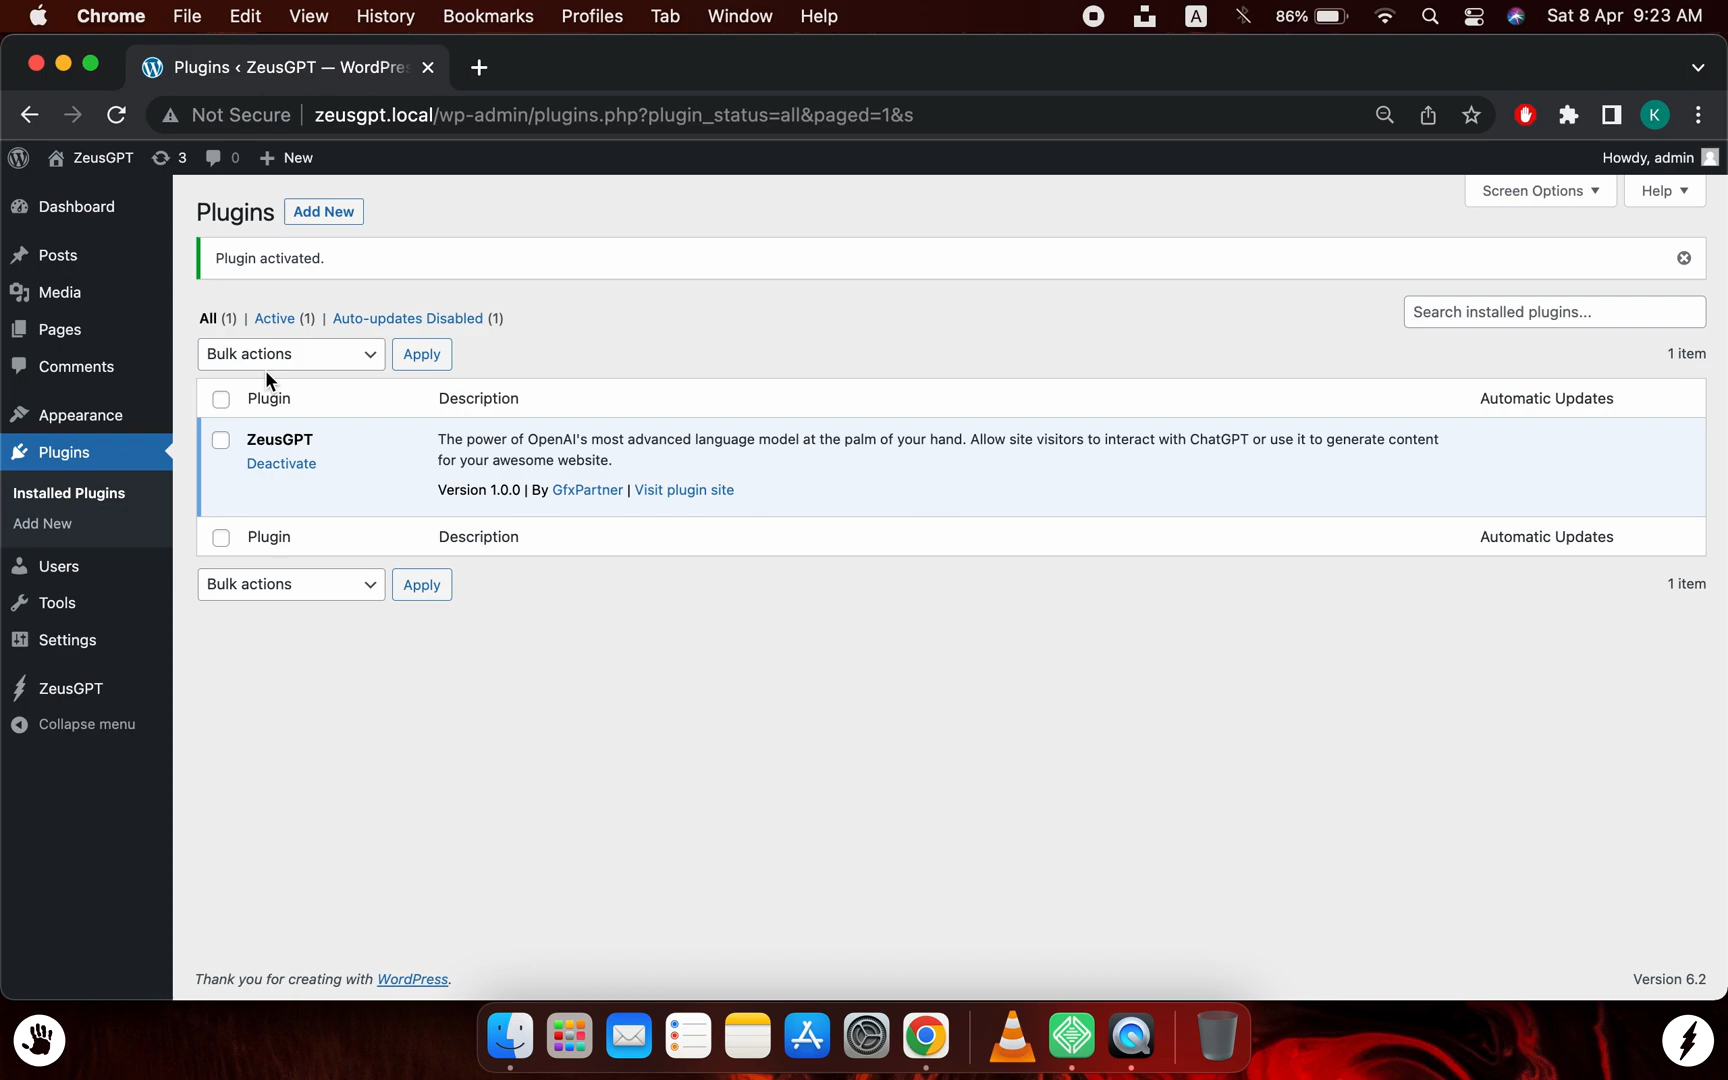 Chrome File Edit View History Bookmarks Profiles Tab Window Help A 86% Sat 8 Apr 9:23 AM
Plugins ‹ ZeusGPT — WordPre
Not Secure zeusgpt.local/wp-admin/plugins.php?plugin_status=all&paged=1&s K
ZeusGPT 3 0 New Howdy, admin
Screen Options Help
Dashboard
Posts
Media
Pages
Comments
Appearance
Plugins
Installed Plugins
Add New
Users
Tools
Settings
ZeusGPT
Collapse menu
Plugins Add New
Plugin activated.
All (1) | Active (1) | Auto-updates Disabled (1)
Search installed plugins...
Bulk actions Apply 1 item
Plugin Description Automatic Updates
ZeusGPT The power of OpenAI's most advanced language model at the palm of your hand. Allow site visitors to interact with ChatGPT or use it to generate content
Deactivate for your awesome website.
Version 1.0.0 | By GfxPartner | Visit plugin site
Plugin Description Automatic Updates
Bulk actions Apply 1 item
Thank you for creating with WordPress. Version 6.2